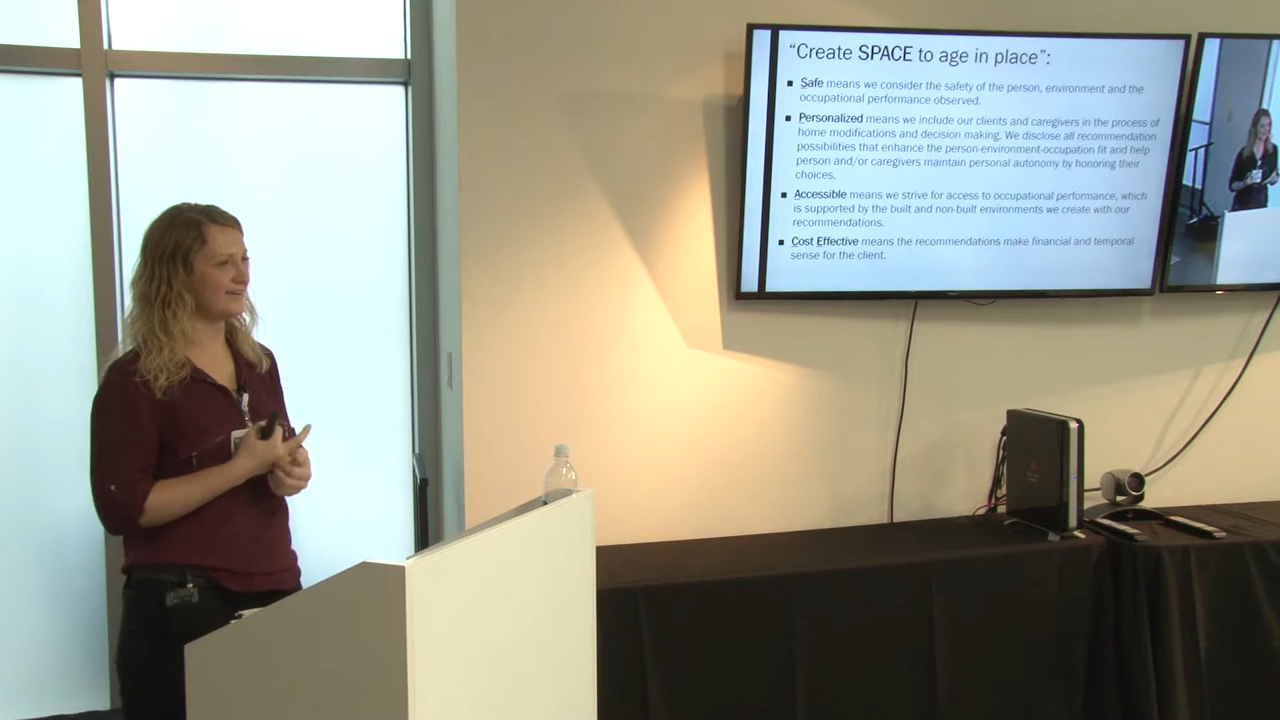 “Create SPACE to age in place”:
■ Safe means we consider the safety of the person, environment and the
occupational performance observed.
■ Personalized means we include our clients and caregivers in the process of
home modifications and decision making. We disclose all recommendation
possibilities that enhance the person-environment-occupation fit and help
person and/or caregivers maintain personal autonomy by honoring their
choices.
■ Accessible means we strive for access to occupational performance, which
is supported by the built and non-built environments we create with our
recommendations.
■ Cost Effective means the recommendations make financial and temporal
sense for the client.